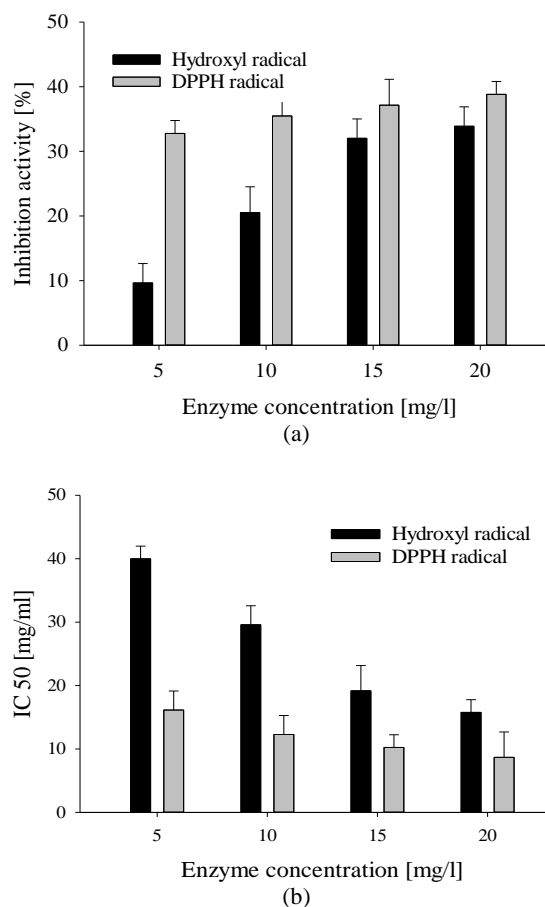 50
40
30
20
10
0
Inhibition activity [%]
Hydroxyl radical
DPPH radical
5 10 15 20
Enzyme concentration [mg/l]
(a)
50
40
30
20
10
0
IC 50 [mg/ml]
Hydroxyl radical
DPPH radical
5 10 15 20
Enzyme concentration [mg/l]
(b)